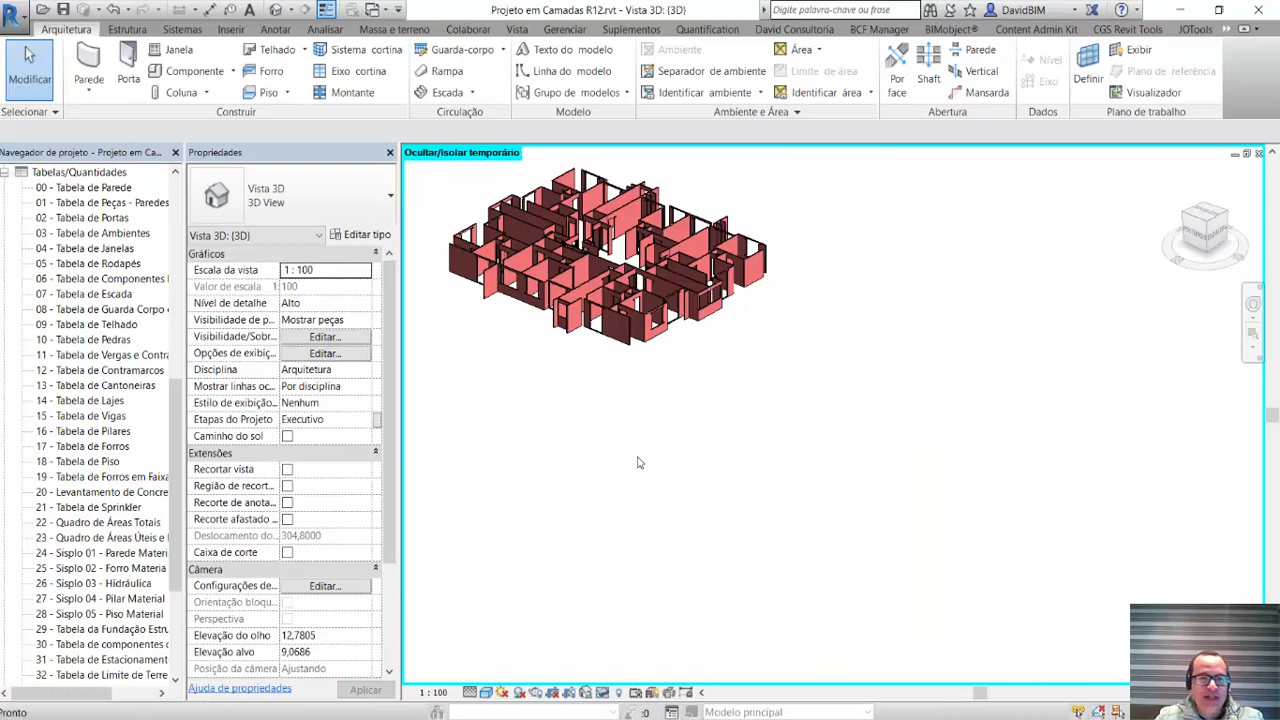 Projeto em Camadas R12.rvt - Vista 3D: {3D}
Digite palavra-chave ou frase
DavidBIM
Arquitetura Estrutura Sistemas Inserir Anotar Analisar Massa e terreno Colaborar Vista Gerenciar Suplementos Quantification David Consultoria BCF Manager BIMobject® Content Admin Kit CGS Revit Tools JOTools
Modificar
Parede
Porta
Janela
Componente
Coluna
Telhado
Forro
Piso
Sistema cortina
Eixo cortina
Montante
Guarda-corpo
Rampa
Escada
Texto do modelo
Linha do modelo
Grupo de modelos
Ambiente
Separador de ambiente
Identificar ambiente
Área
Limite de área
Identificar área
Por face
Shaft
Parede
Vertical
Mansarda
Nível
Eixo
Definir
Exibir
Plano de referência
Visualizador
Selecionar Construir Circulação Modelo Ambiente e Área Abertura Dados Plano de trabalho
Navegador de projeto - Projeto em Ca...
Tabelas/Quantidades
00 - Tabela de Parede
01 - Tabela de Peças - Paredes
02 - Tabela de Portas
03 - Tabela de Ambientes
04 - Tabela de Janelas
05 - Tabela de Rodapés
06 - Tabela de Componentes
07 - Tabela de Escada
08 - Tabela de Guarda Corpo
09 - Tabela de Telhado
10 - Tabela de Pedras
11 - Tabela de Vergas e Contra
12 - Tabela de Contramarcos
13 - Tabela de Cantoneiras
14 - Tabela de Lajes
15 - Tabela de Vigas
16 - Tabela de Pilares
17 - Tabela de Forros
18 - Tabela de Piso
19 - Tabela de Forros em Faixa
20 - Levantamento de Concre
21 - Tabela de Sprinkler
22 - Quadro de Áreas Totais
23 - Quadro de Áreas Úteis e
24 - Sisplo 01 - Parede Materi
25 - Sisplo 02 - Forro Materia
26 - Sisplo 03 - Hidráulica
27 - Sisplo 04 - Pilar Material
28 - Sisplo 05 - Piso Material
29 - Tabela da Fundação Estru
30 - Tabela de componentes
31 - Tabela de Estacionament
32 - Tabela de Limite de Terre
Propriedades
Vista 3D
3D View
Vista 3D: {3D} Editar tipo
Gráficos
Escala da vista 1 : 100
Valor de escala 1: 100
Nível de detalhe Alto
Visibilidade de p... Mostrar peças
Visibilidade/Sobr... Editar...
Opções de exibiç... Editar...
Disciplina Arquitetura
Mostrar linhas oc... Por disciplina
Estilo de exibição... Nenhum
Etapas do Projeto Executivo
Caminho do sol
Extensões
Recortar vista
Região de recort...
Recorte de anota...
Recorte afastado
Deslocamento do... 304,8000
Caixa de corte
Câmera
Configurações de... Editar...
Orientação bloqu...
Perspectiva
Elevação do olho 12,7805
Elevação alvo 9,0686
Posição da câmera Ajustando
Ajuda de propriedades Aplicar
Ocultar/Isolar temporário
1 : 100
Pronto
:0
Modelo principal